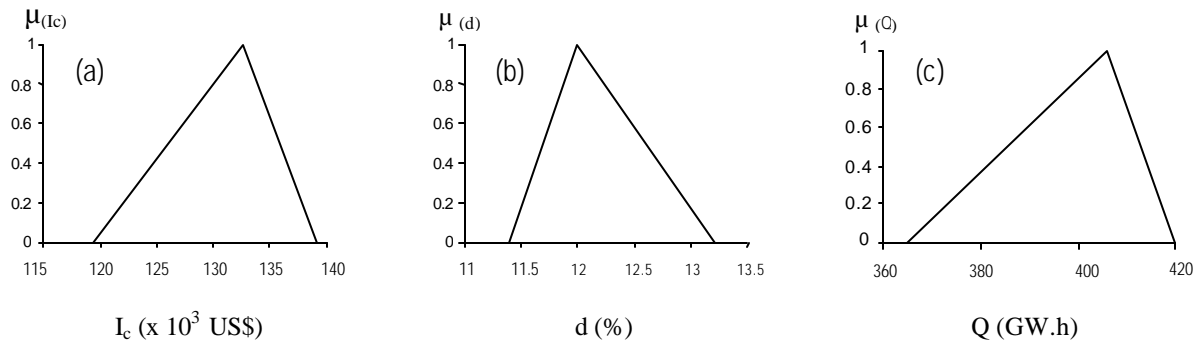 μ(Ic)
(a)
1
0.8
0.6
0.4
0.2
0
115 120 125 130 135 140
Ic (x 10³ US$)
μ (d)
(b)
1
0.8
0.6
0.4
0.2
0
11 11.5 12 12.5 13 13.5
d (%)
μ (Q)
(c)
1
0.8
0.6
0.4
0.2
0
360 380 400 420
Q (GW.h)